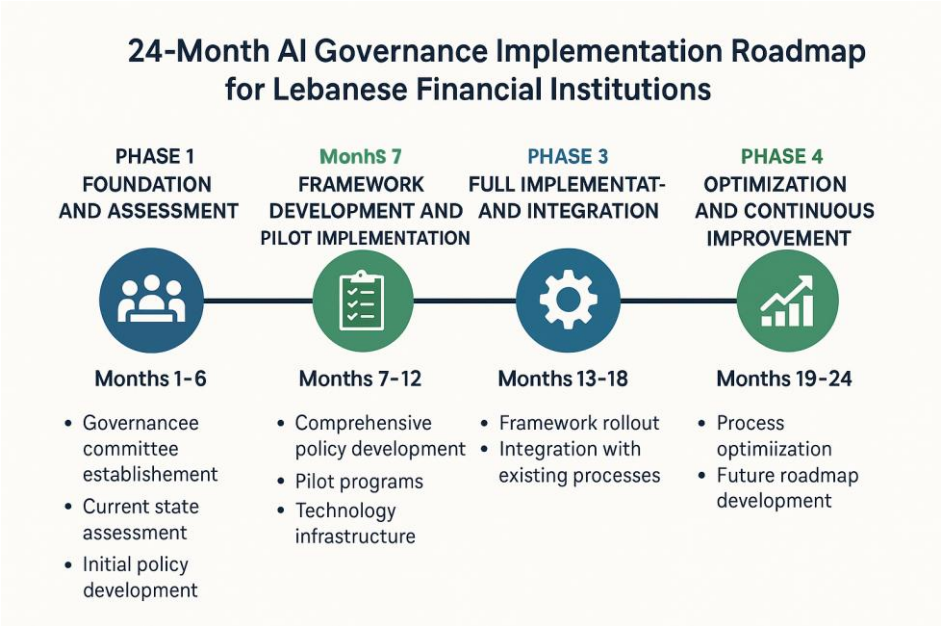 24-Month AI Governance Implementation Roadmap
for Lebanese Financial Institutions
PHASE 1
FOUNDATION
AND ASSESSMENT
MonhS 7
FRAMEWORK
DEVELOPMENT AND
PILOT IMPLEMENTATION
PHASE 3
FULL IMPLEMENTAT-
AND INTEGRATION
PHASE 4
OPTIMIZATION
AND CONTINUOUS
IMPROVEMENT
Months 1-6
• Governancee
committee
establishement
• Current state
assessment
• Initial policy
development
Months 7-12
• Comprehensive
policy development
• Pilot programs
• Technology
infrastructure
Months 13-18
• Framework rollout
• Integration with
existing processes
Months 19-24
• Process
optimiization
• Future roadmap
development